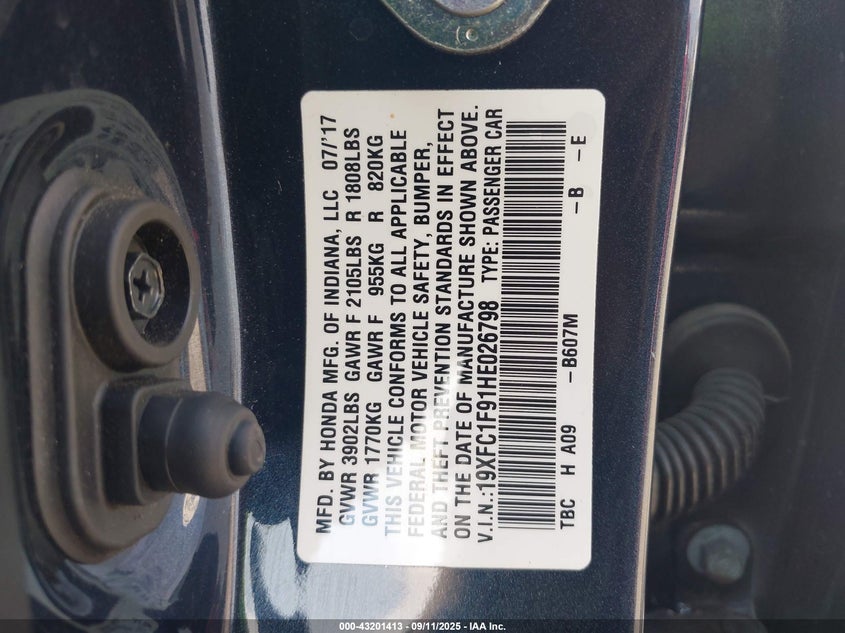 MFD. BY HONDA MFG. OF INDIANA, LLC 07/'17
GVWR 3902LBS GAWR F 2105LBS R 1808LBS
GVWR 1770KG GAWR F 955KG R 820KG
THIS VEHICLE CONFORMS TO ALL APPLICABLE
FEDERAL MOTOR VEHICLE SAFETY, BUMPER,
AND THEFT PREVENTION STANDARDS IN EFFECT
ON THE DATE OF MANUFACTURE SHOWN ABOVE.
V.I.N.:19XFC1F91HE026798 TYPE: PASSENGER CAR
TBC H A09 –B607M –B –E
000-43201413 - 09/11/2025 - IAA Inc.